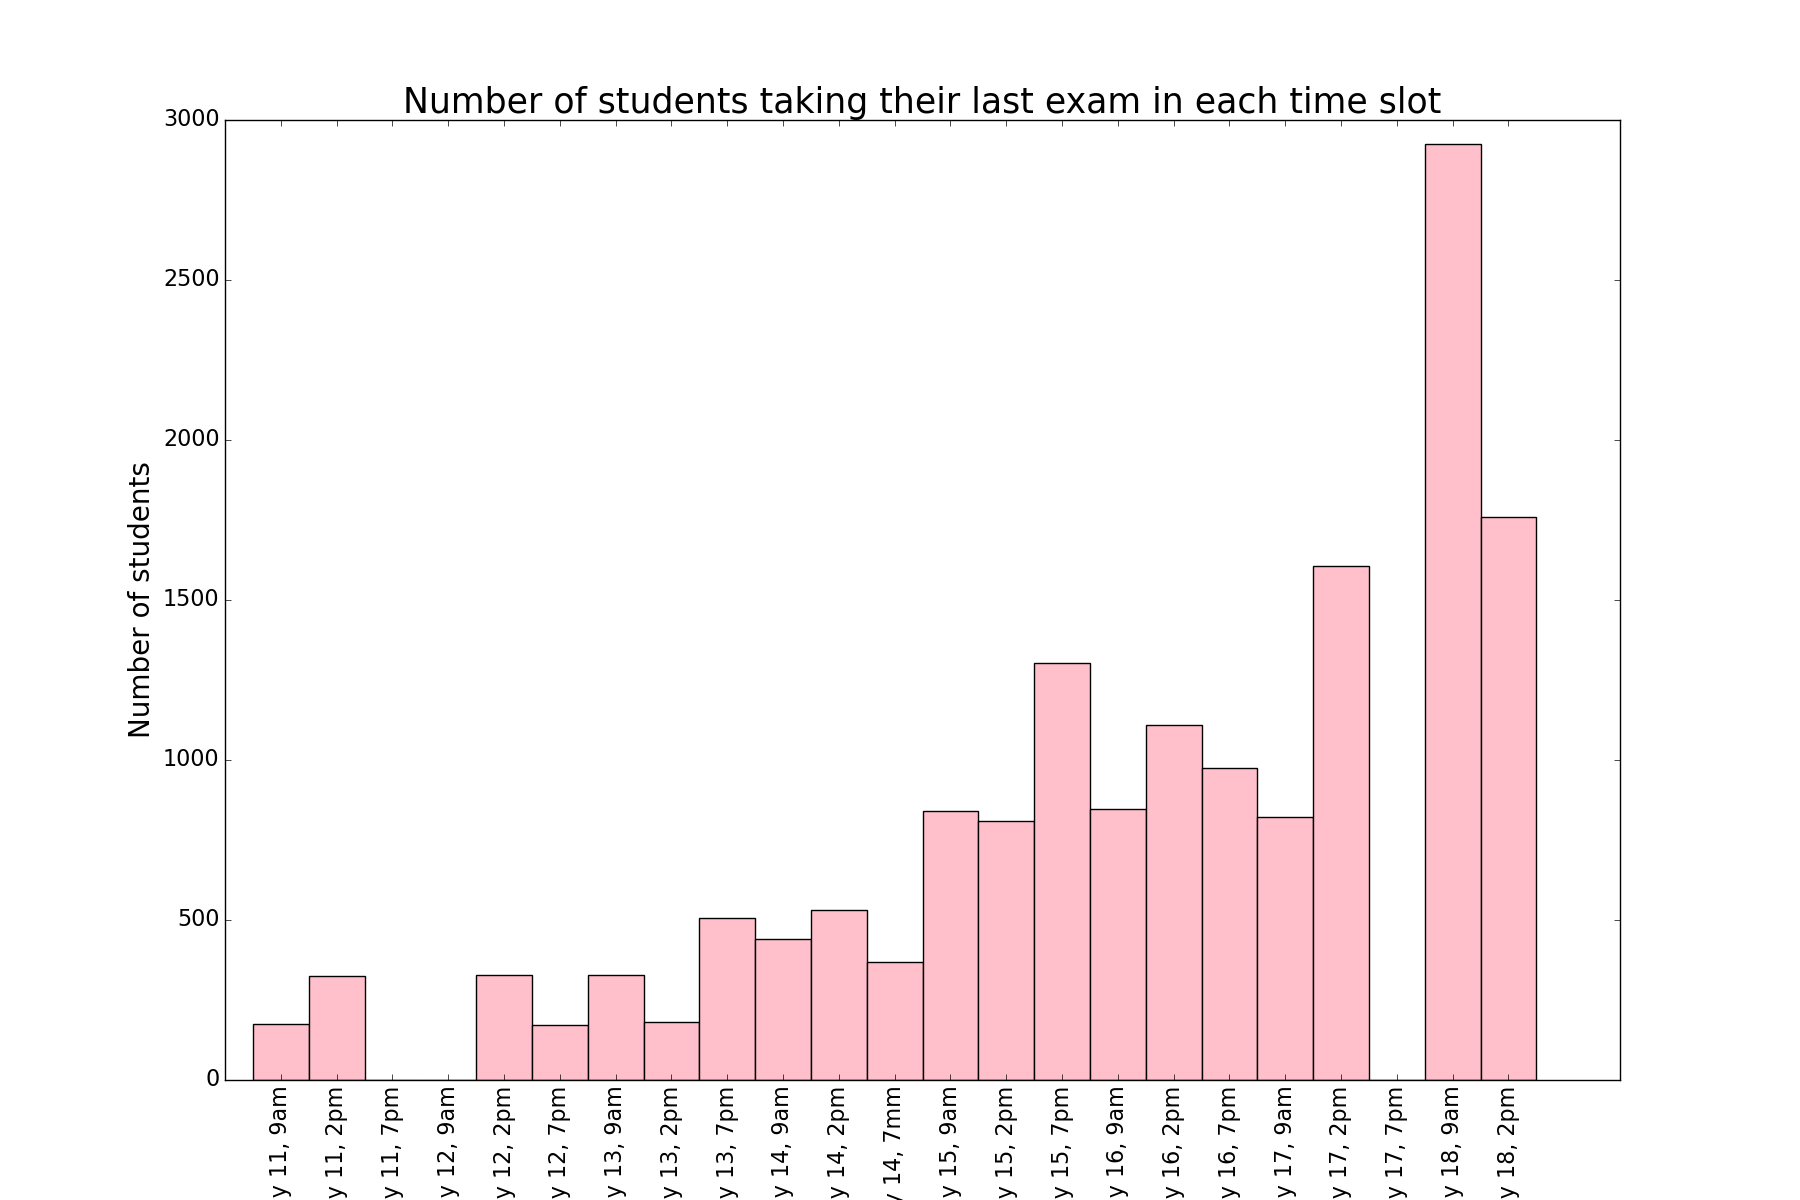 Number of students taking their last exam in each time slot
Number of students
3000
2500
2000
1500
1000
500
0
y 11, 9am
y 11, 2pm
y 11, 7pm
y 12, 9am
y 12, 2pm
y 12, 7pm
y 13, 9am
y 13, 2pm
y 13, 7pm
y 14, 9am
y 14, 2pm
y 14, 7mm
y 15, 9am
y 15, 2pm
y 15, 7pm
y 16, 9am
y 16, 2pm
y 16, 7pm
y 17, 9am
y 17, 2pm
y 17, 7pm
y 18, 9am
y 18, 2pm